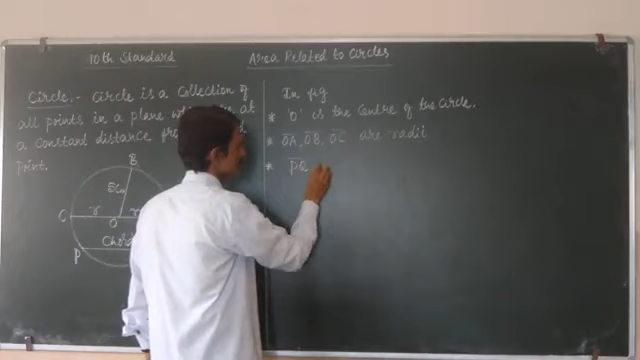 10th Standard
Area Related to Circles
Circle.- Circle is a Collection of
all points in a plane at
a constant distance
point.
B
C
r
O
r
P
Chord
In fig
* 'O' is the Centre of the Circle.
* OA, OB, OC are radii
* PQ